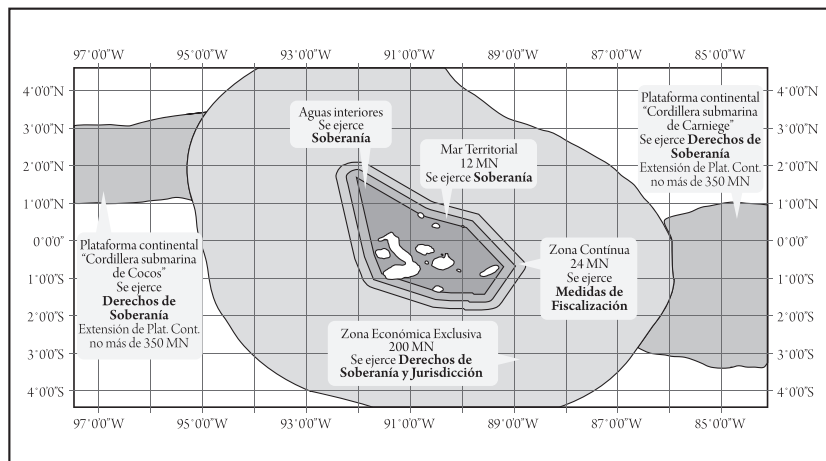 97°0'0"W 95°0'0"W 93°0'0"W 91°0'0"W 89°0'0"W 87°0'0"W 85°0'0"W
4°0'0"N
3°0'0"N
2°0'0"N
1°0'0"N
0°0'0"
1°0'0"S
2°0'0"S
3°0'0"S
4°0'0"S
Aguas interiores
Se ejerce
Soberanía
Mar Territorial
12 MN
Se ejerce Soberanía
Plataforma continental
“Cordillera submarina
de Carniege”
Se ejerce Derechos de
Soberanía
Extensión de Plat. Cont.
no más de 350 MN
Plataforma continental
“Cordillera submarina
de Cocos”
Se ejerce
Derechos de
Soberanía
Extensión de Plat. Cont.
no más de 350 MN
Zona Contínua
24 MN
Se ejerce
Medidas de
Fiscalización
Zona Económica Exclusiva
200 MN
Se ejerce Derechos de
Soberanía y Jurisdicción
4°0'0"N
3°0'0"N
2°0'0"N
1°0'0"N
0°0'0"
1°0'0"S
2°0'0"S
3°0'0"S
4°0'0"S
97°0'0"W 95°0'0"W 93°0'0"W 91°0'0"W 89°0'0"W 87°0'0"W 85°0'0"W